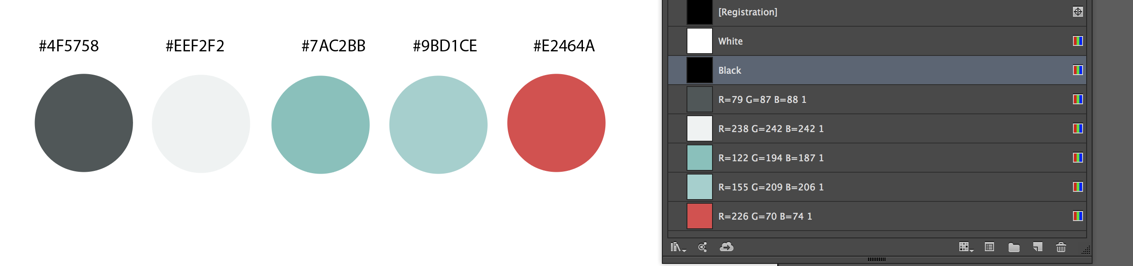 #4F5758 #EEF2F2 #7AC2BB #9BD1CE #E2464A
[Registration]
White
Black
R=79 G=87 B=88 1
R=238 G=242 B=242 1
R=122 G=194 B=187 1
R=155 G=209 B=206 1
R=226 G=70 B=74 1